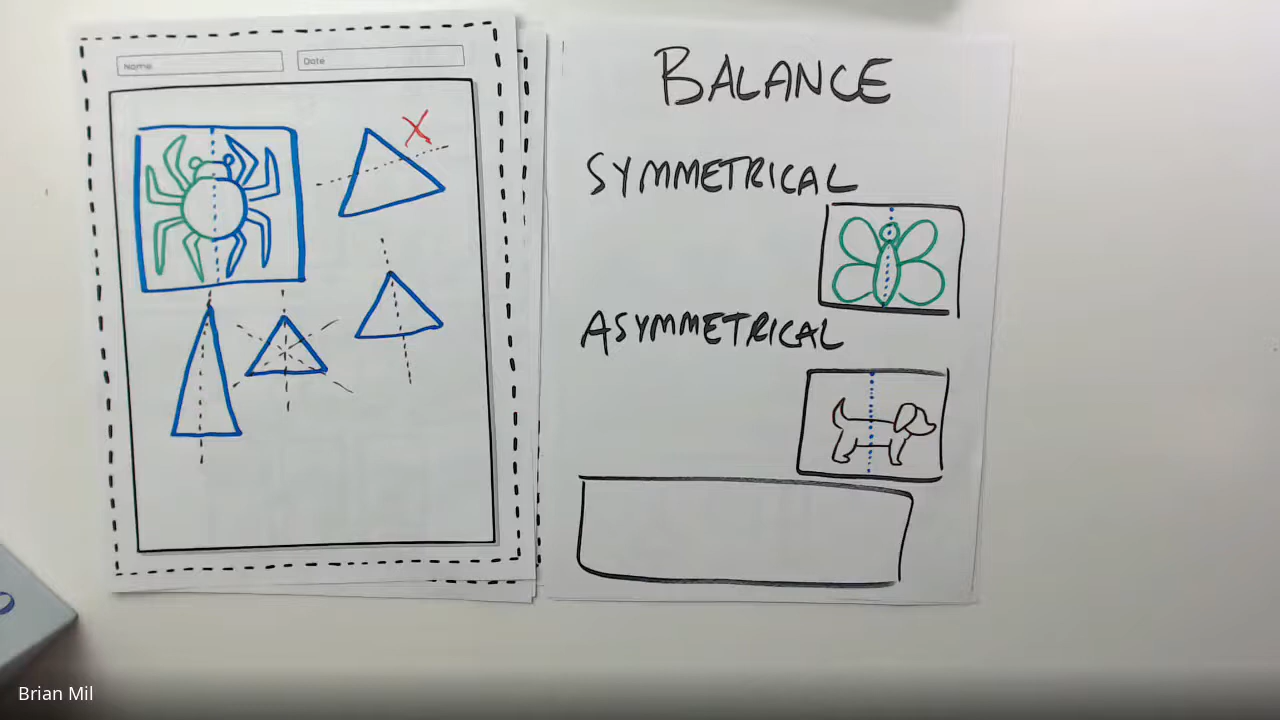 Name
Date
X
BALANCE
SYMMETRICAL
ASYMMETRICAL
Brian Mil